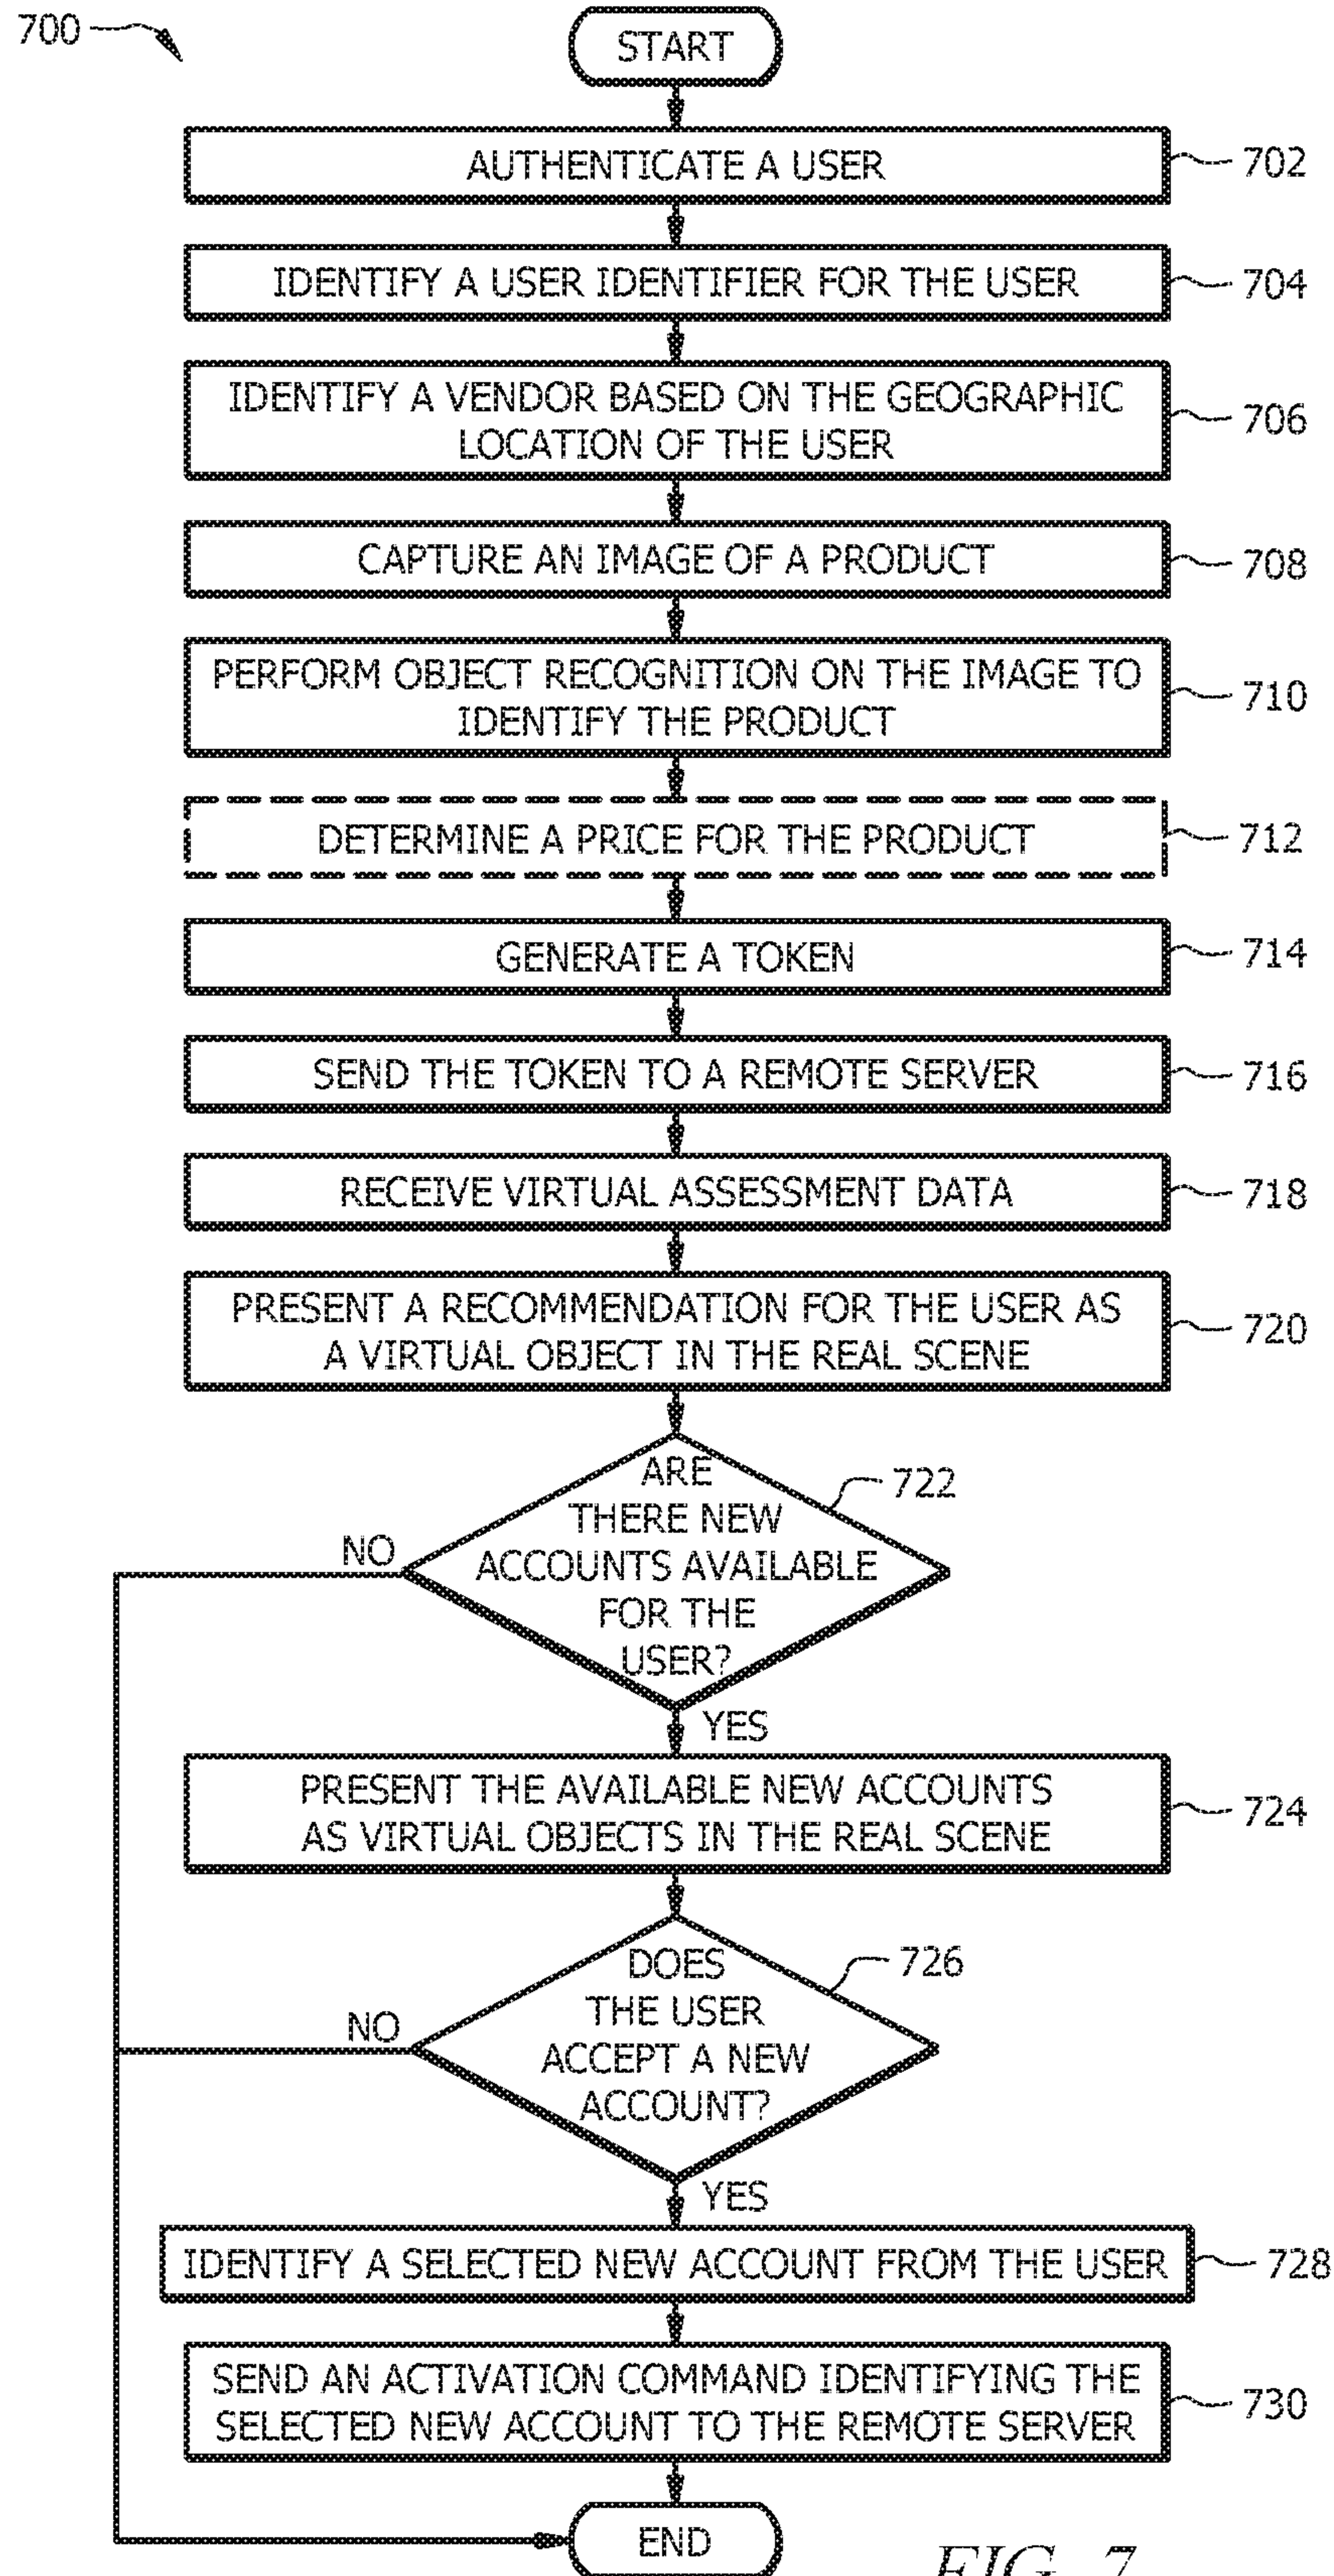 700
START
AUTHENTICATE A USER
702
IDENTIFY A USER IDENTIFIER FOR THE USER
704
IDENTIFY A VENDOR BASED ON THE GEOGRAPHIC
LOCATION OF THE USER
706
CAPTURE AN IMAGE OF A PRODUCT
708
PERFORM OBJECT RECOGNITION ON THE IMAGE TO
IDENTIFY THE PRODUCT
710
DETERMINE A PRICE FOR THE PRODUCT
712
GENERATE A TOKEN
714
SEND THE TOKEN TO A REMOTE SERVER
716
RECEIVE VIRTUAL ASSESSMENT DATA
718
PRESENT A RECOMMENDATION FOR THE USER AS
A VIRTUAL OBJECT IN THE REAL SCENE
720
ARE
THERE NEW
ACCOUNTS AVAILABLE
FOR THE
USER?
722
NO
YES
PRESENT THE AVAILABLE NEW ACCOUNTS
AS VIRTUAL OBJECTS IN THE REAL SCENE
724
DOES
THE USER
ACCEPT A NEW
ACCOUNT?
726
NO
YES
IDENTIFY A SELECTED NEW ACCOUNT FROM THE USER
728
SEND AN ACTIVATION COMMAND IDENTIFYING THE
SELECTED NEW ACCOUNT TO THE REMOTE SERVER
730
END
FIG. 7